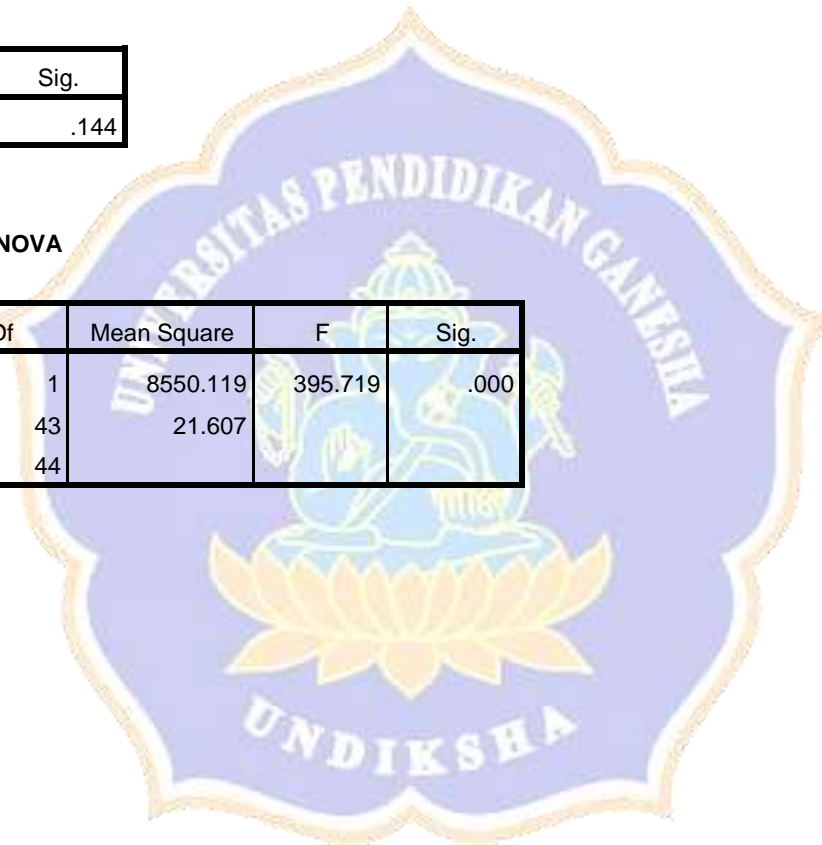 Sig.
.144
NOVA
Df Mean Square F Sig.
1 8550.119 395.719 .000
43 21.607
44
UNIVERSITAS PENDIDIKAN GANESHA
UNDIKSHA